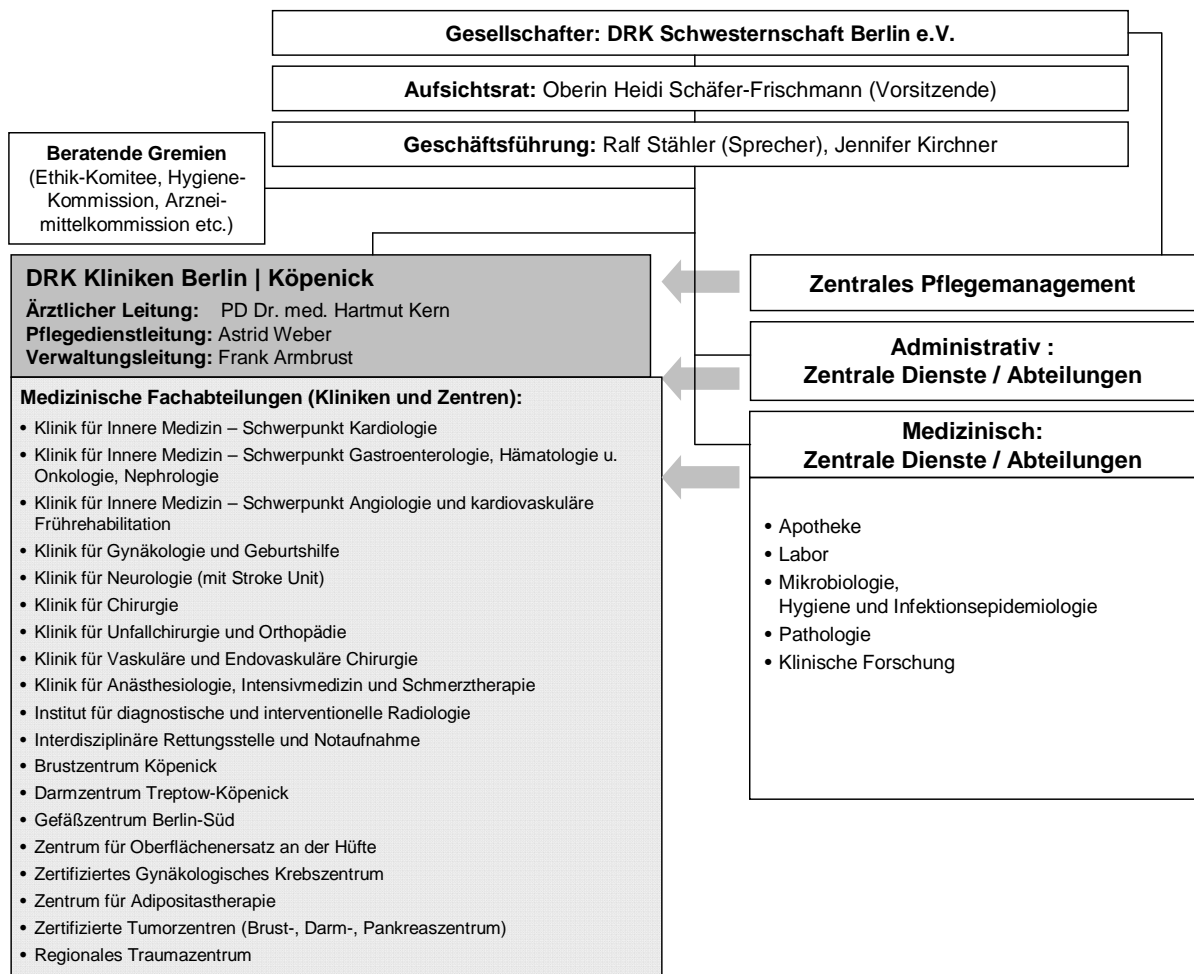 Gesellschafter: DRK Schwesternschaft Berlin e.V.
Aufsichtsrat: Oberin Heidi Schäfer-Frischmann (Vorsitzende)
Geschäftsführung: Ralf Stähler (Sprecher), Jennifer Kirchner
Beratende Gremien
(Ethik-Komitee, Hygiene-
Kommission, Arznei-
mittelkommission etc.)
DRK Kliniken Berlin | Köpenick
Ärztlicher Leitung: PD Dr. med. Hartmut Kern
Pflegedienstleitung: Astrid Weber
Verwaltungsleitung: Frank Armbrust
Medizinische Fachabteilungen (Kliniken und Zentren):
• Klinik für Innere Medizin – Schwerpunkt Kardiologie
• Klinik für Innere Medizin – Schwerpunkt Gastroenterologie, Hämatologie u.
Onkologie, Nephrologie
• Klinik für Innere Medizin – Schwerpunkt Angiologie und kardiovaskuläre
Frührehabilitation
• Klinik für Gynäkologie und Geburtshilfe
• Klinik für Neurologie (mit Stroke Unit)
• Klinik für Chirurgie
• Klinik für Unfallchirurgie und Orthopädie
• Klinik für Vaskuläre und Endovaskuläre Chirurgie
• Klinik für Anästhesiologie, Intensivmedizin und Schmerztherapie
• Institut für diagnostische und interventionelle Radiologie
• Interdisziplinäre Rettungsstelle und Notaufnahme
• Brustzentrum Köpenick
• Darmzentrum Treptow-Köpenick
• Gefäßzentrum Berlin-Süd
• Zentrum für Oberflächenersatz an der Hüfte
• Zertifiziertes Gynäkologisches Krebszentrum
• Zentrum für Adipositastherapie
• Zertifizierte Tumorzentren (Brust-, Darm-, Pankreaszentrum)
• Regionales Traumazentrum
Zentrales Pflegemanagement
Administrativ :
Zentrale Dienste / Abteilungen
Medizinisch:
Zentrale Dienste / Abteilungen
• Apotheke
• Labor
• Mikrobiologie,
Hygiene und Infektionsepidemiologie
• Pathologie
• Klinische Forschung